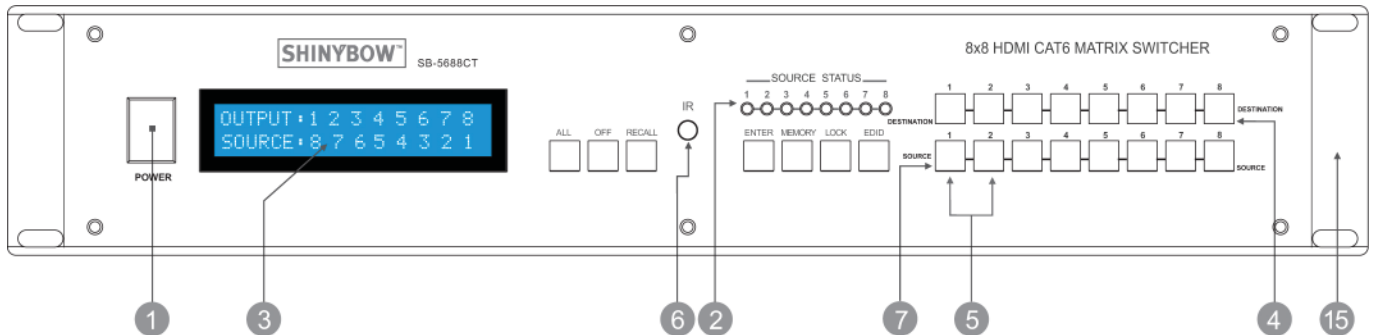 SHINYBOW™
SB-5688CT
8x8 HDMI CAT6 MATRIX SWITCHER
POWER
OUTPUT:1 2 3 4 5 6 7 8
SOURCE:8 7 6 5 4 3 2 1
ALL OFF RECALL
IR
SOURCE STATUS
1 2 3 4 5 6 7 8
ENTER MEMORY LOCK EDID
1 2 3 4 5 6 7 8
DESTINATION DESTINATION
1 2 3 4 5 6 7 8
SOURCE SOURCE
1 3 6 2 7 5 4 15